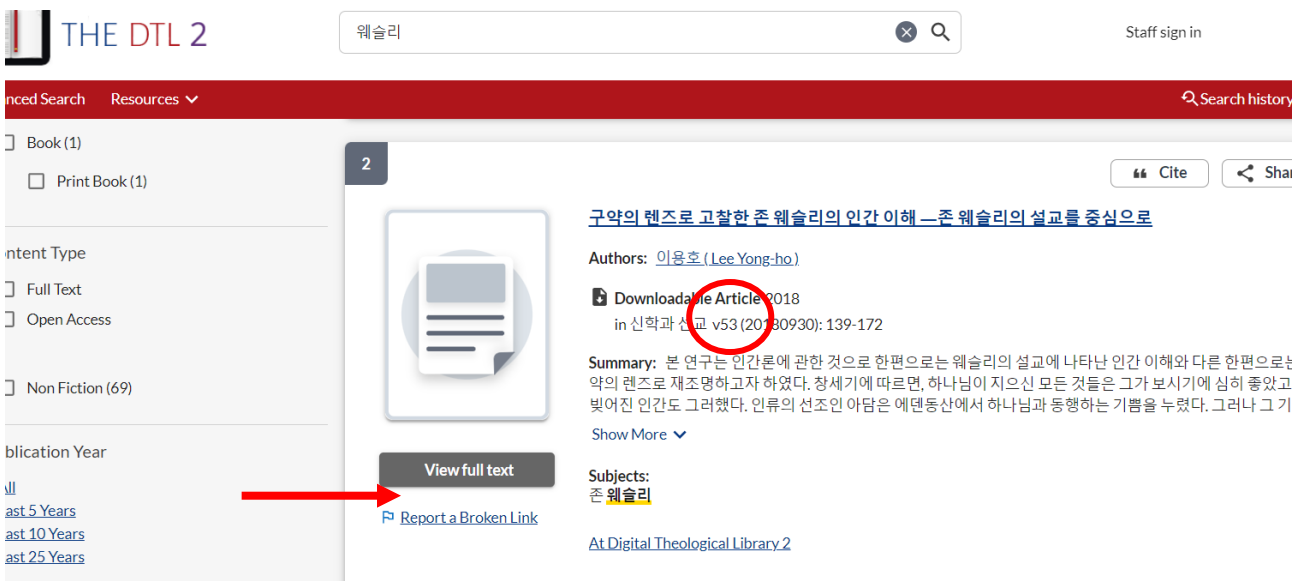 THE DTL 2
웨슬리
Staff sign in
nced Search Resources
Search history
Book (1)
Print Book (1)
ntent Type
Full Text
Open Access
Non Fiction (69)
blication Year
All
ast 5 Years
ast 10 Years
ast 25 Years
2
Cite
Shar
구약의 렌즈로 고찰한 존 웨슬리의 인간 이해 —존 웨슬리의 설교를 중심으로
Authors: 이용호 ( Lee Yong-ho )
Downloadable Article 2018
in 신학과 선교 v53 (20180930): 139-172
Summary: 본 연구는 인간론에 관한 것으로 한편으로는 웨슬리의 설교에 나타난 인간 이해와 다른 한편으로는
약의 렌즈로 재조명하고자 하였다. 창세기에 따르면, 하나님이 지으신 모든 것들은 그가 보시기에 심히 좋았고
빚어진 인간도 그러했다. 인류의 선조인 아담은 에덴동산에서 하나님과 동행하는 기쁨을 누렸다. 그러나 그 기
Show More
View full text
Report a Broken Link
Subjects:
존 웨슬리
At Digital Theological Library 2